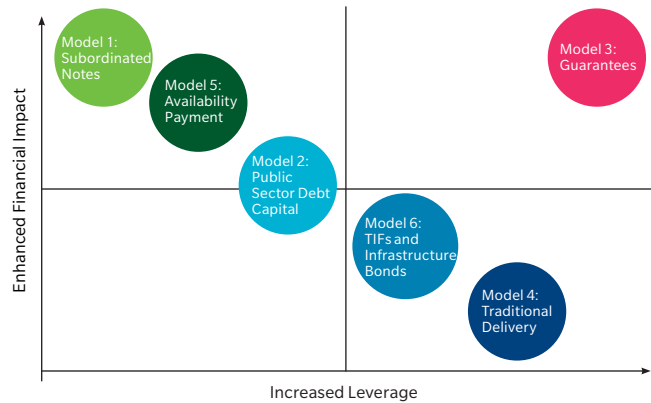 Model 1:
Subordinated
Notes
Model 5:
Availability
Payment
Model 3:
Guarantees
Model 2:
Public
Sector Debt
Capital
Model 6:
TIFs and
Infrastructure
Bonds
Model 4:
Traditional
Delivery
Enhanced Financial Impact
Increased Leverage